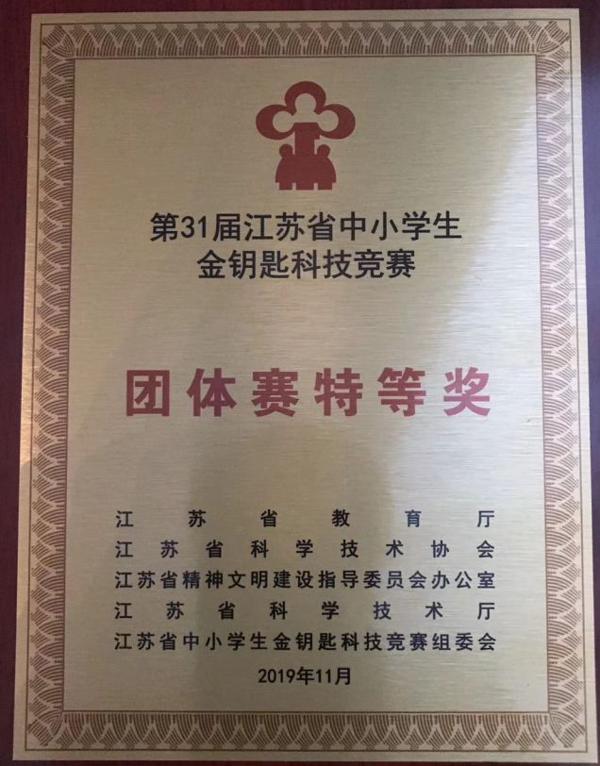 第31届江苏省中小学生
金钥匙科技竞赛
团体赛特等奖
江苏省教育厅
江苏省科学技术协会
江苏省精神文明建设指导委员会办公室
江苏省科学技术厅
江苏省中小学生金钥匙科技竞赛组委会
2019年11月